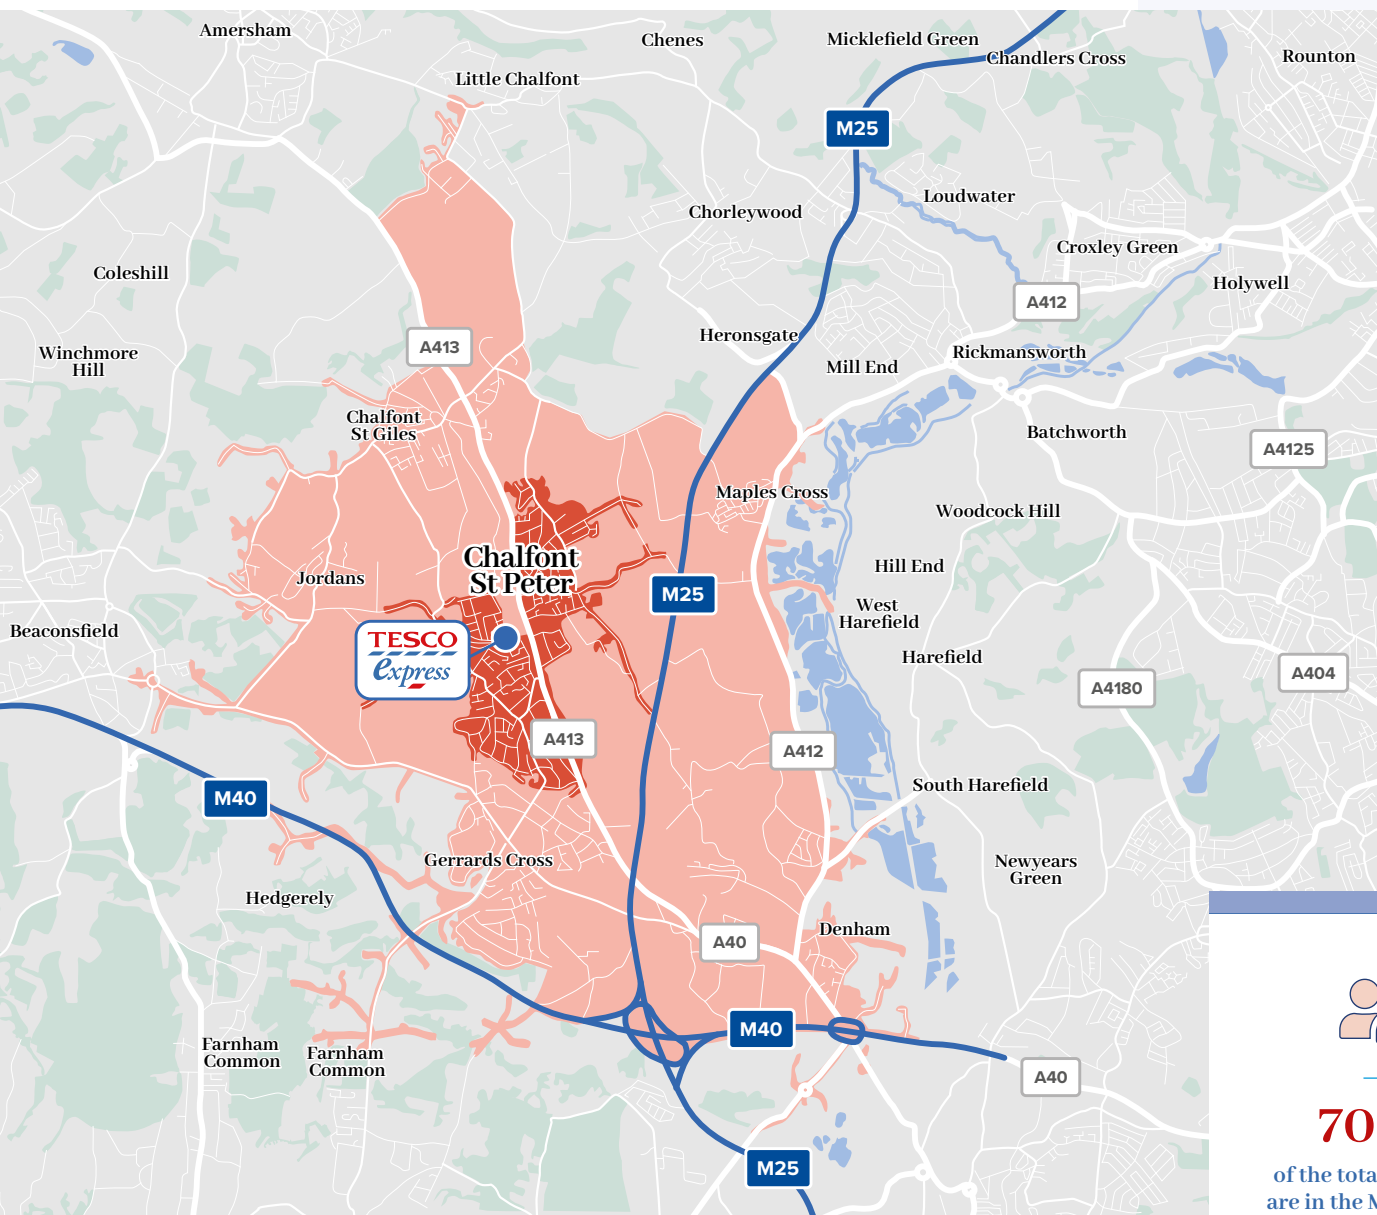 Amersham
Chenes
Micklefield Green
Chandlers Cross
Rounton
Little Chalfont
M25
Loudwater
Chorleywood
Croxley Green
Coleshill
Holywell
A412
Heronsgate
A413
Winchmore
Hill
Rickmansworth
Mill End
Chalfont
St Giles
Batchworth
A4125
Maples Cross
Woodcock Hill
Chalfont
St Peter
Hill End
Jordans
M25
West
Harefield
Beaconsfield
TESCO
express
Harefield
A404
A4180
A413
A412
South Harefield
M40
Gerrards Cross
Newyears
Green
Hedgerely
Denham
A40
M40
Farnham
Common
Farnham
Common
A40
70
of the tota
are in the M
M25